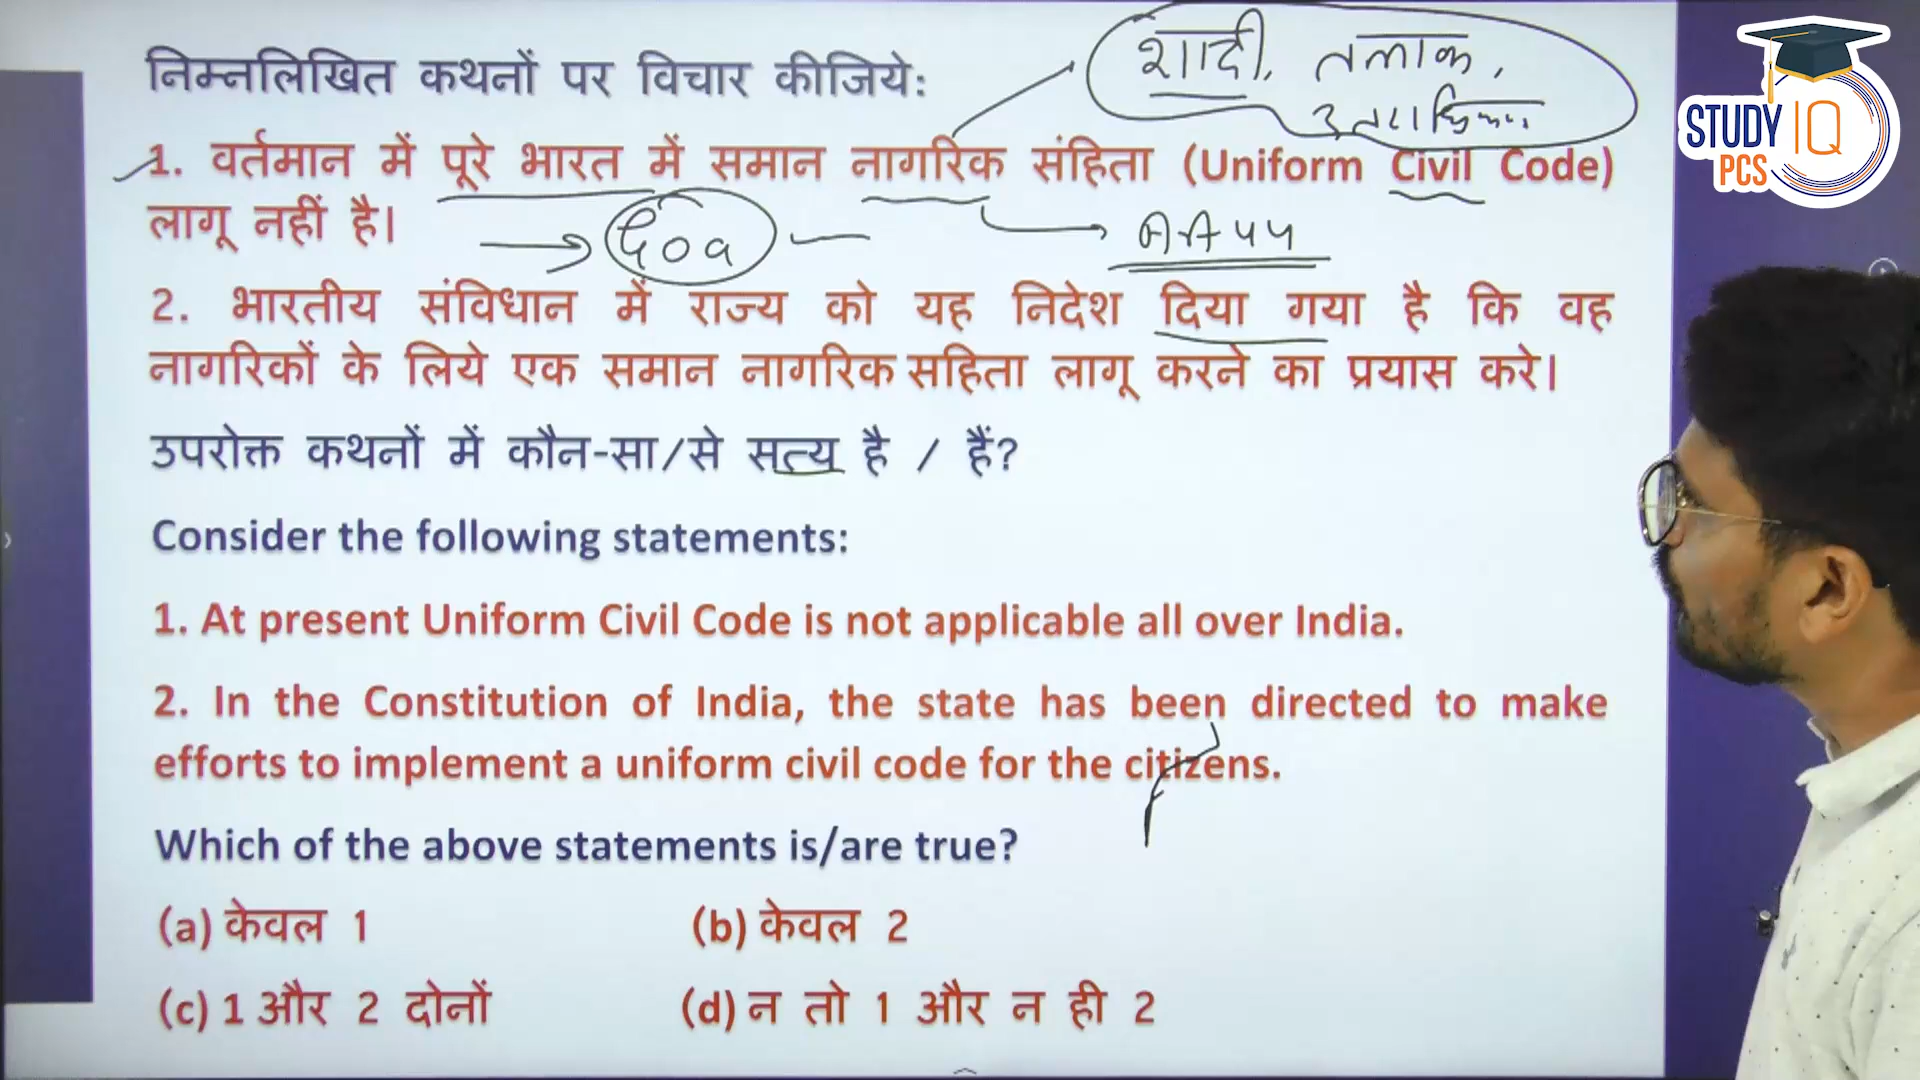 शादी, तलाक,
निम्नलिखित कथनों पर विचार कीजिये:
1. वर्तमान में पूरे भारत में समान नागरिक संहिता (Uniform Civil Code)
लागू नहीं है।
Goa
44
2. भारतीय संविधान में राज्य को यह निदेश दिया गया है कि वह
नागरिकों के लिये एक समान नागरिक सहिता लागू करने का प्रयास करे।
उपरोक्त कथनों में कौन-सा/से सत्य है / हैं?
Consider the following statements:
1. At present Uniform Civil Code is not applicable all over India.
2. In the Constitution of India, the state has been directed to make
efforts to implement a uniform civil code for the citizens.
Which of the above statements is/are true?
(a) केवल 1 (b) केवल 2
(c) 1 और 2 दोनों (d) न तो 1 और न ही 2
STUDY IQ
PCS